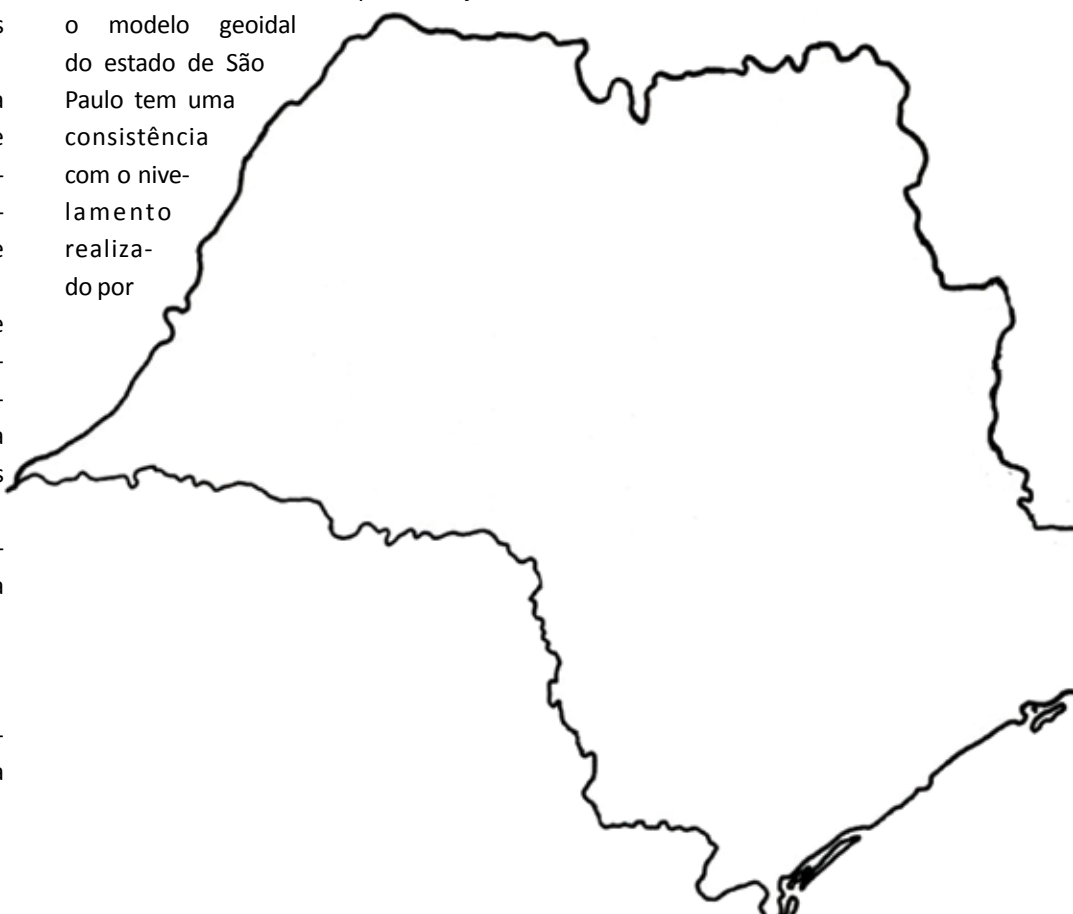 o modelo geoidal
do estado de São
Paulo tem uma
consistência
com o nive-
lamento
realiza-
do por